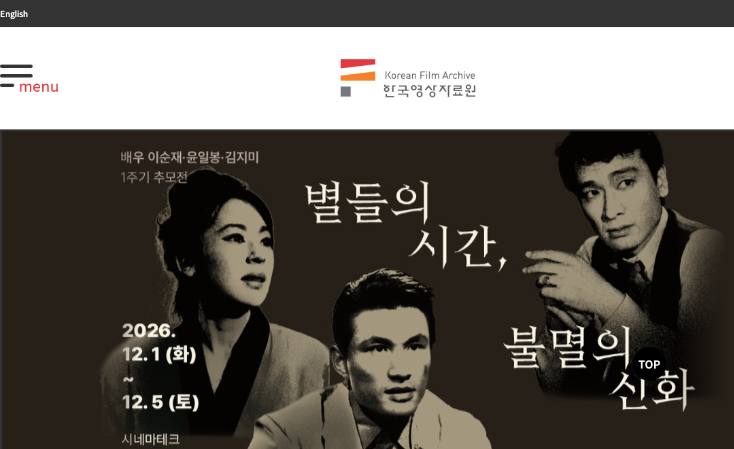 English
menu
Korean Film Archive
한국영상자료원
배우 이순재·윤일봉·김지미
1주기 추모전
별들의
시간,
불멸의
신화
2026.
12. 1 (화)
~
12. 5 (토)
시네마테크
TOP